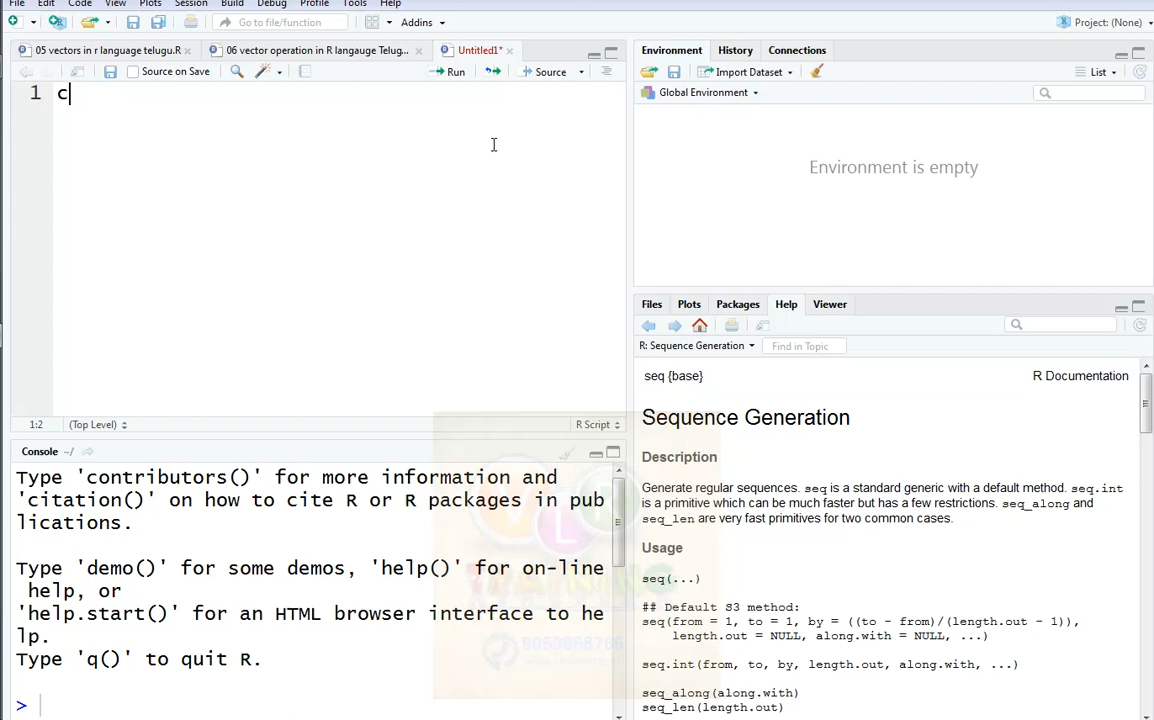 File Edit Code View Plots Session Build Debug Profile Tools Help
Go to file/function Addins Project: (None)
05 vectors in r language telugu.R 06 vector operation in R langauge Telug... Untitled1*
Source on Save Run Source
1 c
1:2 (Top Level) R Script
Console ~/
Type 'contributors()' for more information and
'citation()' on how to cite R or R packages in pub
lications.
Type 'demo()' for some demos, 'help()' for on-line
help, or
'help.start()' for an HTML browser interface to he
lp.
Type 'q()' to quit R.
>
Environment History Connections
Import Dataset List
Global Environment
Environment is empty
Files Plots Packages Help Viewer
R: Sequence Generation Find in Topic
seq {base} R Documentation
Sequence Generation
Description
Generate regular sequences. seq is a standard generic with a default method. seq.int
is a primitive which can be much faster but has a few restrictions. seq_along and
seq_len are very fast primitives for two common cases.
Usage
seq(...)
## Default S3 method:
seq(from = 1, to = 1, by = ((to - from)/(length.out - 1)),
length.out = NULL, along.with = NULL, ...)
seq.int(from, to, by, length.out, along.with, ...)
seq_along(along.with)
seq_len(length.out)
VLR
TRAINING